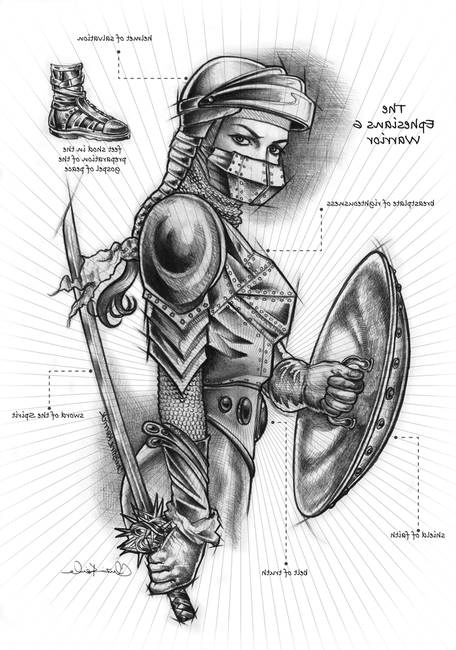 The
Ephesians 6
Warrior
helmet of salvation
feet shod in the
preparation of the
gospel of peace
breastplate of righteousness
sword of the Spirit
shield of faith
belt of truth